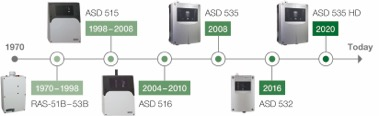 ASD 515
ASD 535
ASD 535 HD
1998–2008
2008
2020
1970
Today
1970–1998
2004–2010
2016
RAS-51B–53B
ASD 516
ASD 532